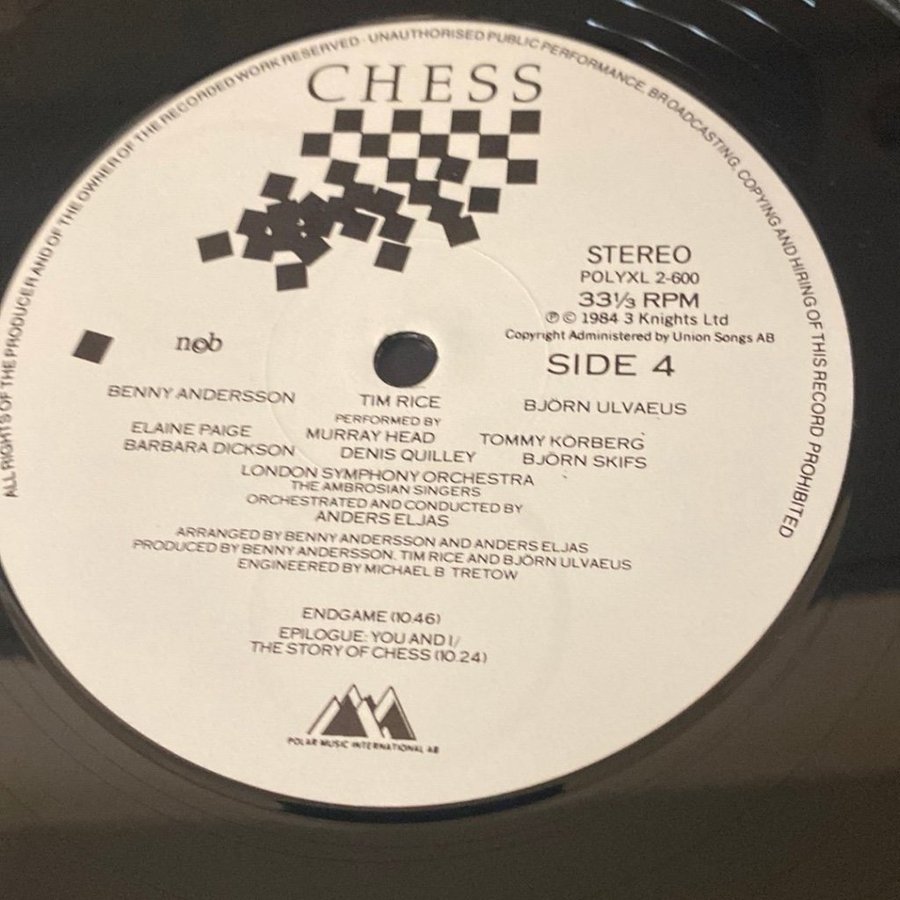 ALL RIGHTS OF THE PRODUCER AND OF THE OWNER OF THE RECORDED WORK RESERVED · UNAUTHORISED PUBLIC PERFORMANCE, BROADCASTING, COPYING AND HIRING OF THIS RECORD PROHIBITED
CHESS
STEREO
POLYXL 2-600
33⅓ RPM
℗ © 1984 3 Knights Ltd
Copyright Administered by Union Songs AB
SIDE 4
n©b
BENNY ANDERSSON TIM RICE BJÖRN ULVAEUS
PERFORMED BY
ELAINE PAIGE MURRAY HEAD TOMMY KÖRBERG
BARBARA DICKSON DENIS QUILLEY BJÖRN SKIFS
LONDON SYMPHONY ORCHESTRA
THE AMBROSIAN SINGERS
ORCHESTRATED AND CONDUCTED BY
ANDERS ELJAS
ARRANGED BY BENNY ANDERSSON AND ANDERS ELJAS
PRODUCED BY BENNY ANDERSSON, TIM RICE AND BJÖRN ULVAEUS
ENGINEERED BY MICHAEL B TRETOW
ENDGAME (10.46)
EPILOGUE: YOU AND I/
THE STORY OF CHESS (10.24)
POLAR MUSIC INTERNATIONAL AB